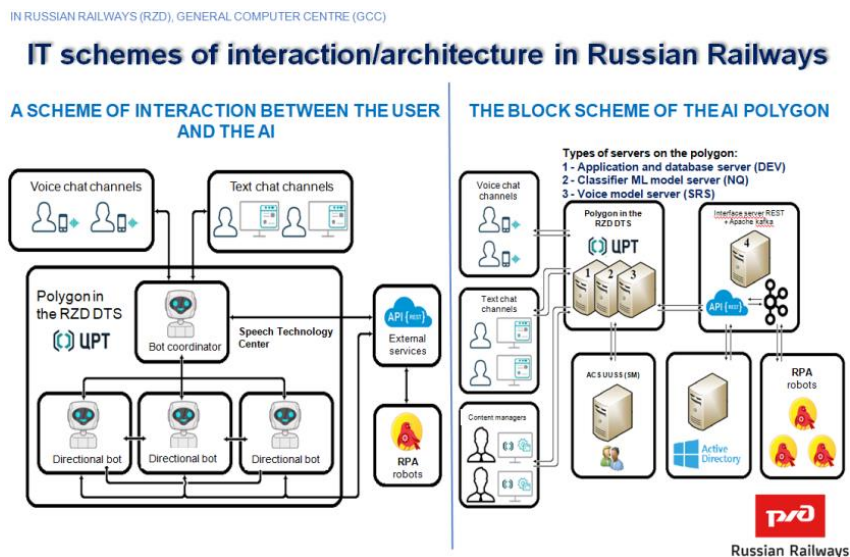 IN RUSSIAN RAILWAYS (RZD), GENERAL COMPUTER CENTRE (GCC)
IT schemes of interaction/architecture in Russian Railways
A SCHEME OF INTERACTION BETWEEN THE USER
AND THE AI
Voice chat channels
Text chat channels
Polygon in
the RZD DTS
ЦРТ
Bot coordinator
Speech Technology
Center
API {REST}
External
services
Directional bot
Directional bot
Directional bot
RPA
robots
THE BLOCK SCHEME OF THE AI POLYGON
Types of servers on the polygon:
1 - Application and database server (DEV)
2 - Classifier ML model server (NQ)
3 - Voice model server (SRS)
Voice chat
channels
Polygon in the
RZD DTS
ЦРТ
1 2 3
Interface server REST
+ Apache kafka
4
API {REST}
Text chat
channels
Content managers
ACS UUSS (SM)
Active
Directory
RPA
robots
РЖД
Russian Railways